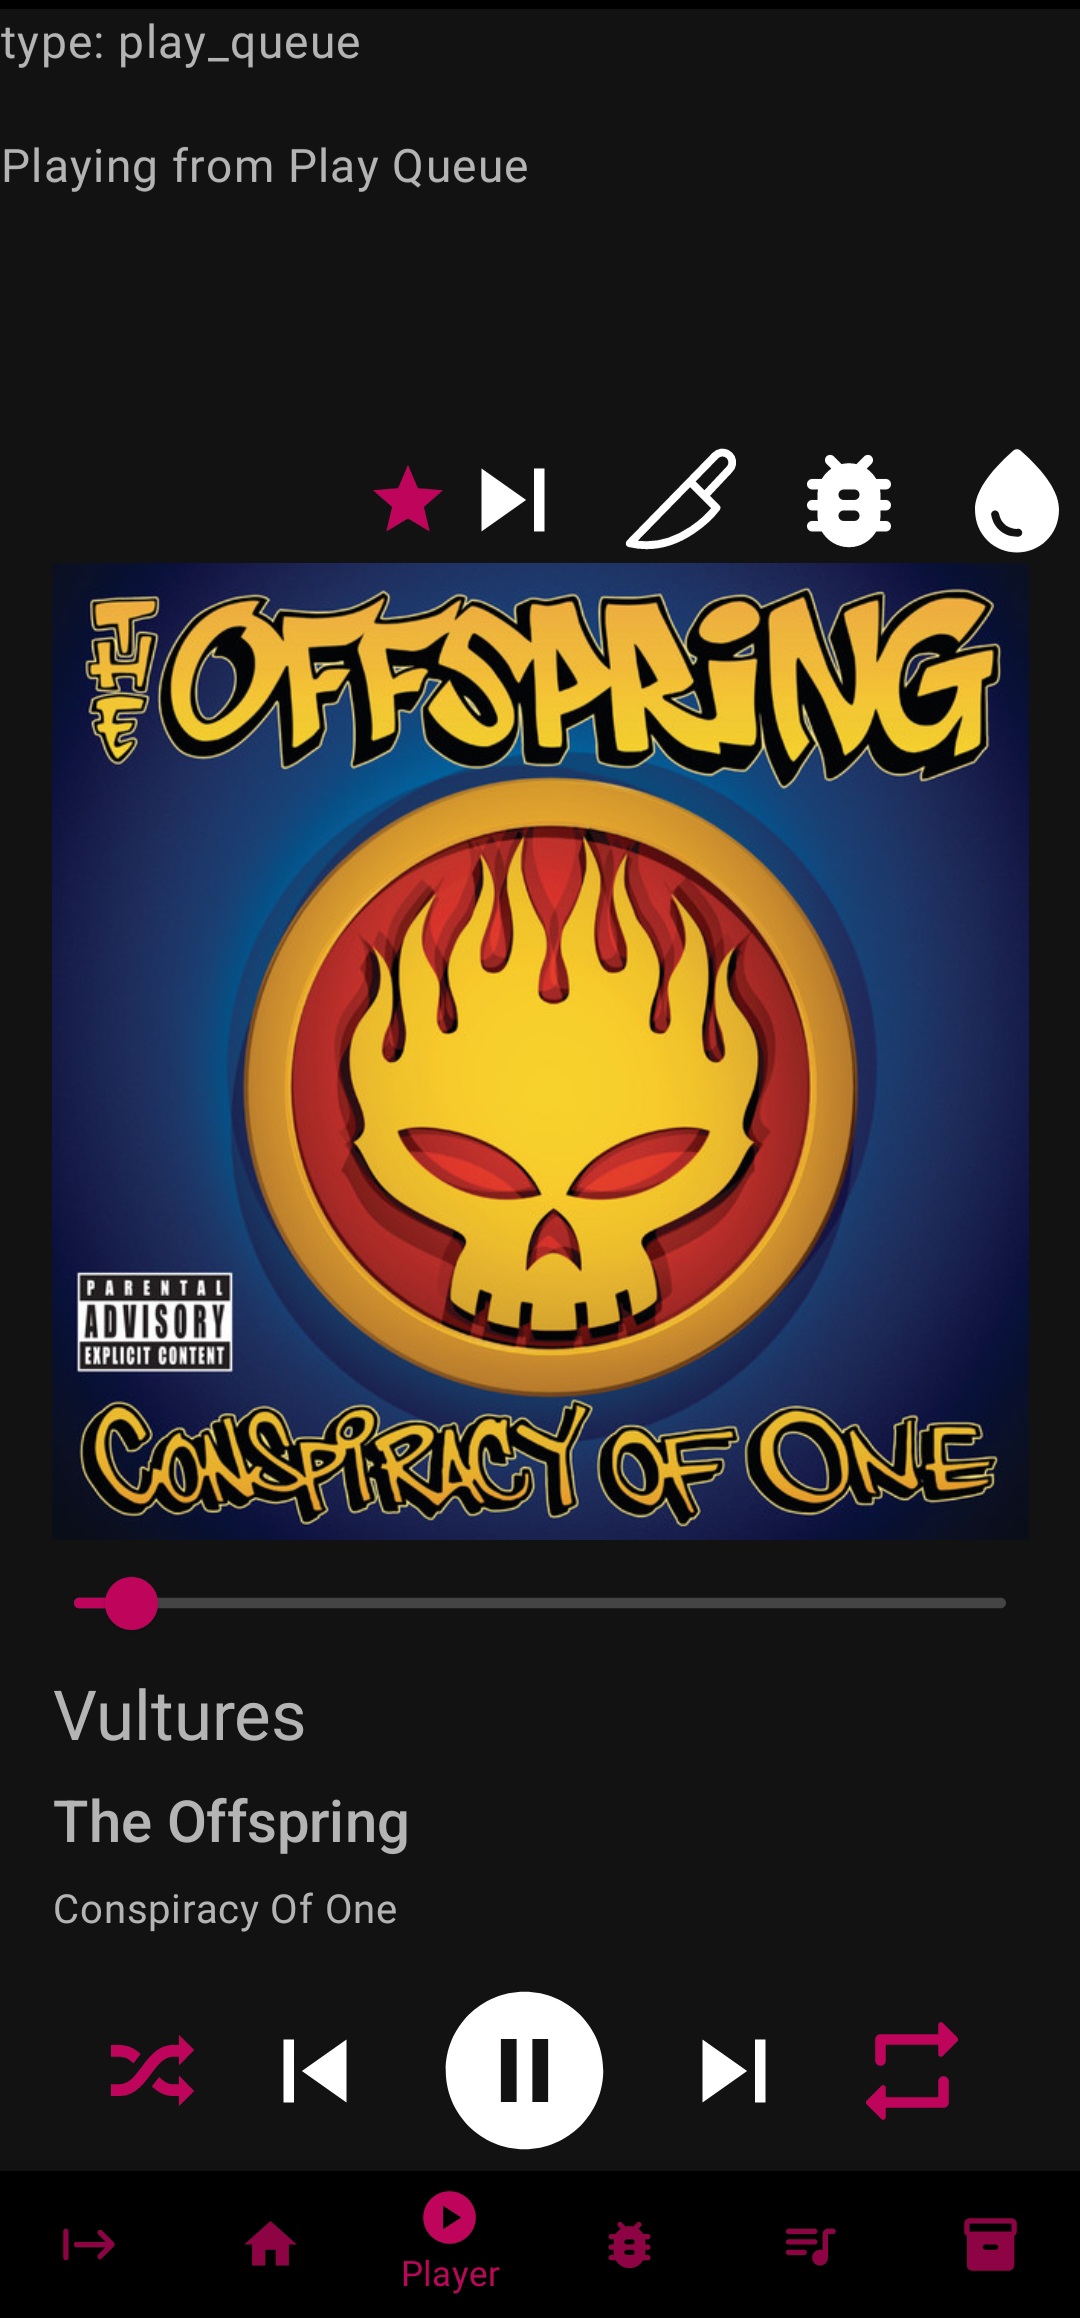 type: play_queue
Playing from Play Queue
THE OFFSPRING
PARENTAL
ADVISORY
EXPLICIT CONTENT
CONSPIRACY OF ONE
Vultures
The Offspring
Conspiracy Of One
Player